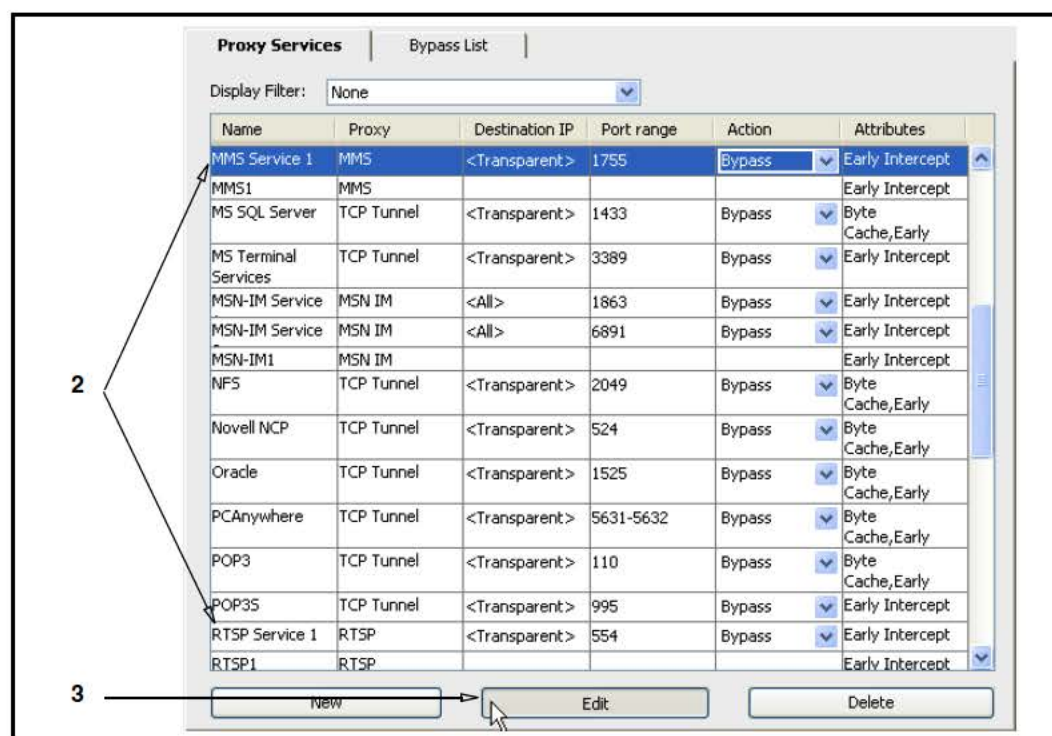 Proxy Services Bypass List
Display Filter: None
Name Proxy Destination IP Port range Action Attributes
MMS Service 1 MMS <Transparent> 1755 Bypass Early Intercept
MMS1 MMS Early Intercept
MS SQL Server TCP Tunnel <Transparent> 1433 Bypass Byte
Cache,Early
MS Terminal TCP Tunnel <Transparent> 3389 Bypass Early Intercept
Services
MSN-IM Service MSN IM <All> 1863 Bypass Early Intercept
MSN-IM Service MSN IM <All> 6891 Bypass Early Intercept
MSN-IM1 MSN IM Early Intercept
2
NFS TCP Tunnel <Transparent> 2049 Bypass Byte
Cache,Early
Novell NCP TCP Tunnel <Transparent> 524 Bypass Byte
Cache,Early
Oracle TCP Tunnel <Transparent> 1525 Bypass Byte
Cache,Early
PCAnywhere TCP Tunnel <Transparent> 5631-5632 Bypass Byte
Cache,Early
POP3 TCP Tunnel <Transparent> 110 Bypass Byte
Cache,Early
POP3S TCP Tunnel <Transparent> 995 Bypass Early Intercept
RTSP Service 1 RTSP <Transparent> 554 Bypass Early Intercept
RTSP1 RTSP Early Intercept
3 New Edit Delete